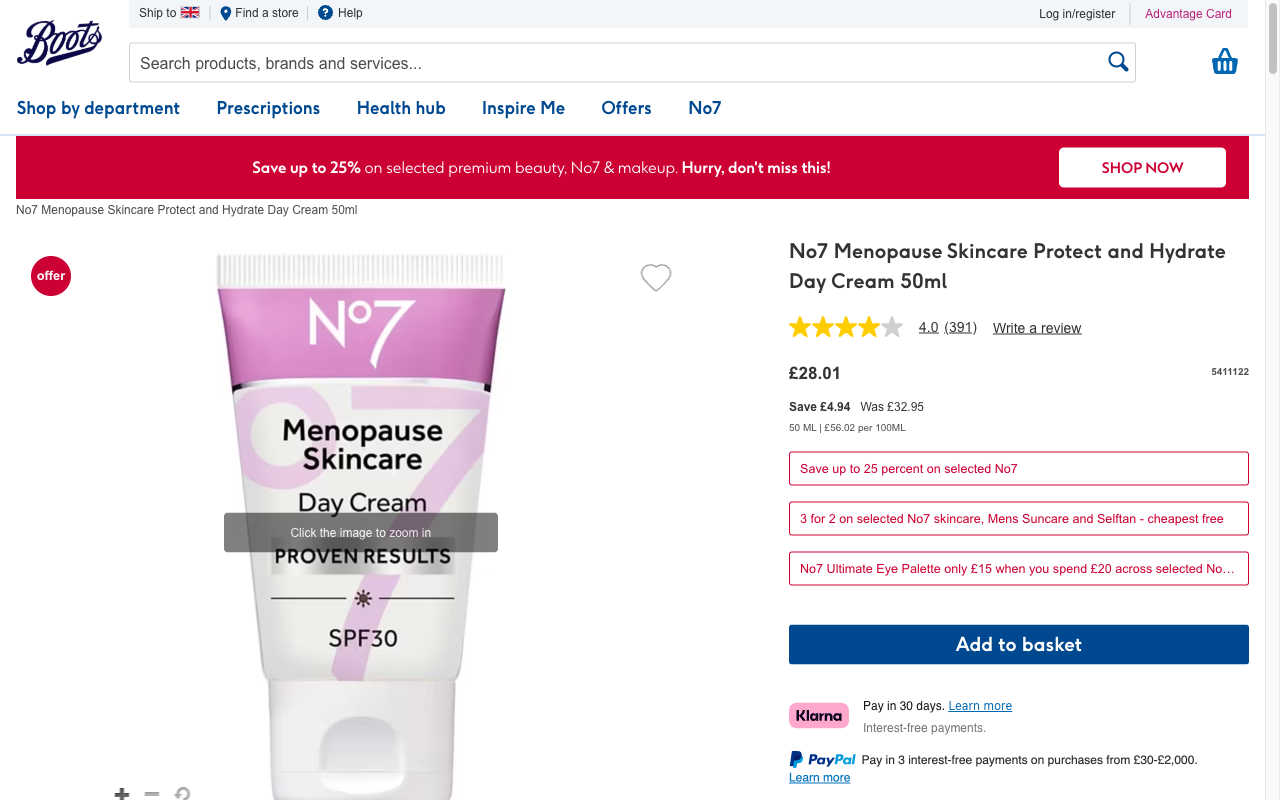 Boots
Ship to
Find a store
Help
Log in/register
Advantage Card
Search products, brands and services...
Shop by department
Prescriptions
Health hub
Inspire Me
Offers
No7
Save up to 25% on selected premium beauty, No7 & makeup. Hurry, don't miss this!
SHOP NOW
No7 Menopause Skincare Protect and Hydrate Day Cream 50ml
offer
No7
Menopause
Skincare
Day Cream
Click the image to zoom in
PROVEN RESULTS
SPF30
No7 Menopause Skincare Protect and Hydrate
Day Cream 50ml
4.0 (391) Write a review
£28.01
5411122
Save £4.94 Was £32.95
50 ML | £56.02 per 100ML
Save up to 25 percent on selected No7
3 for 2 on selected No7 skincare, Mens Suncare and Selftan - cheapest free
No7 Ultimate Eye Palette only £15 when you spend £20 across selected No…
Add to basket
Klarna
Pay in 30 days. Learn more
Interest-free payments.
PayPal Pay in 3 interest-free payments on purchases from £30-£2,000.
Learn more